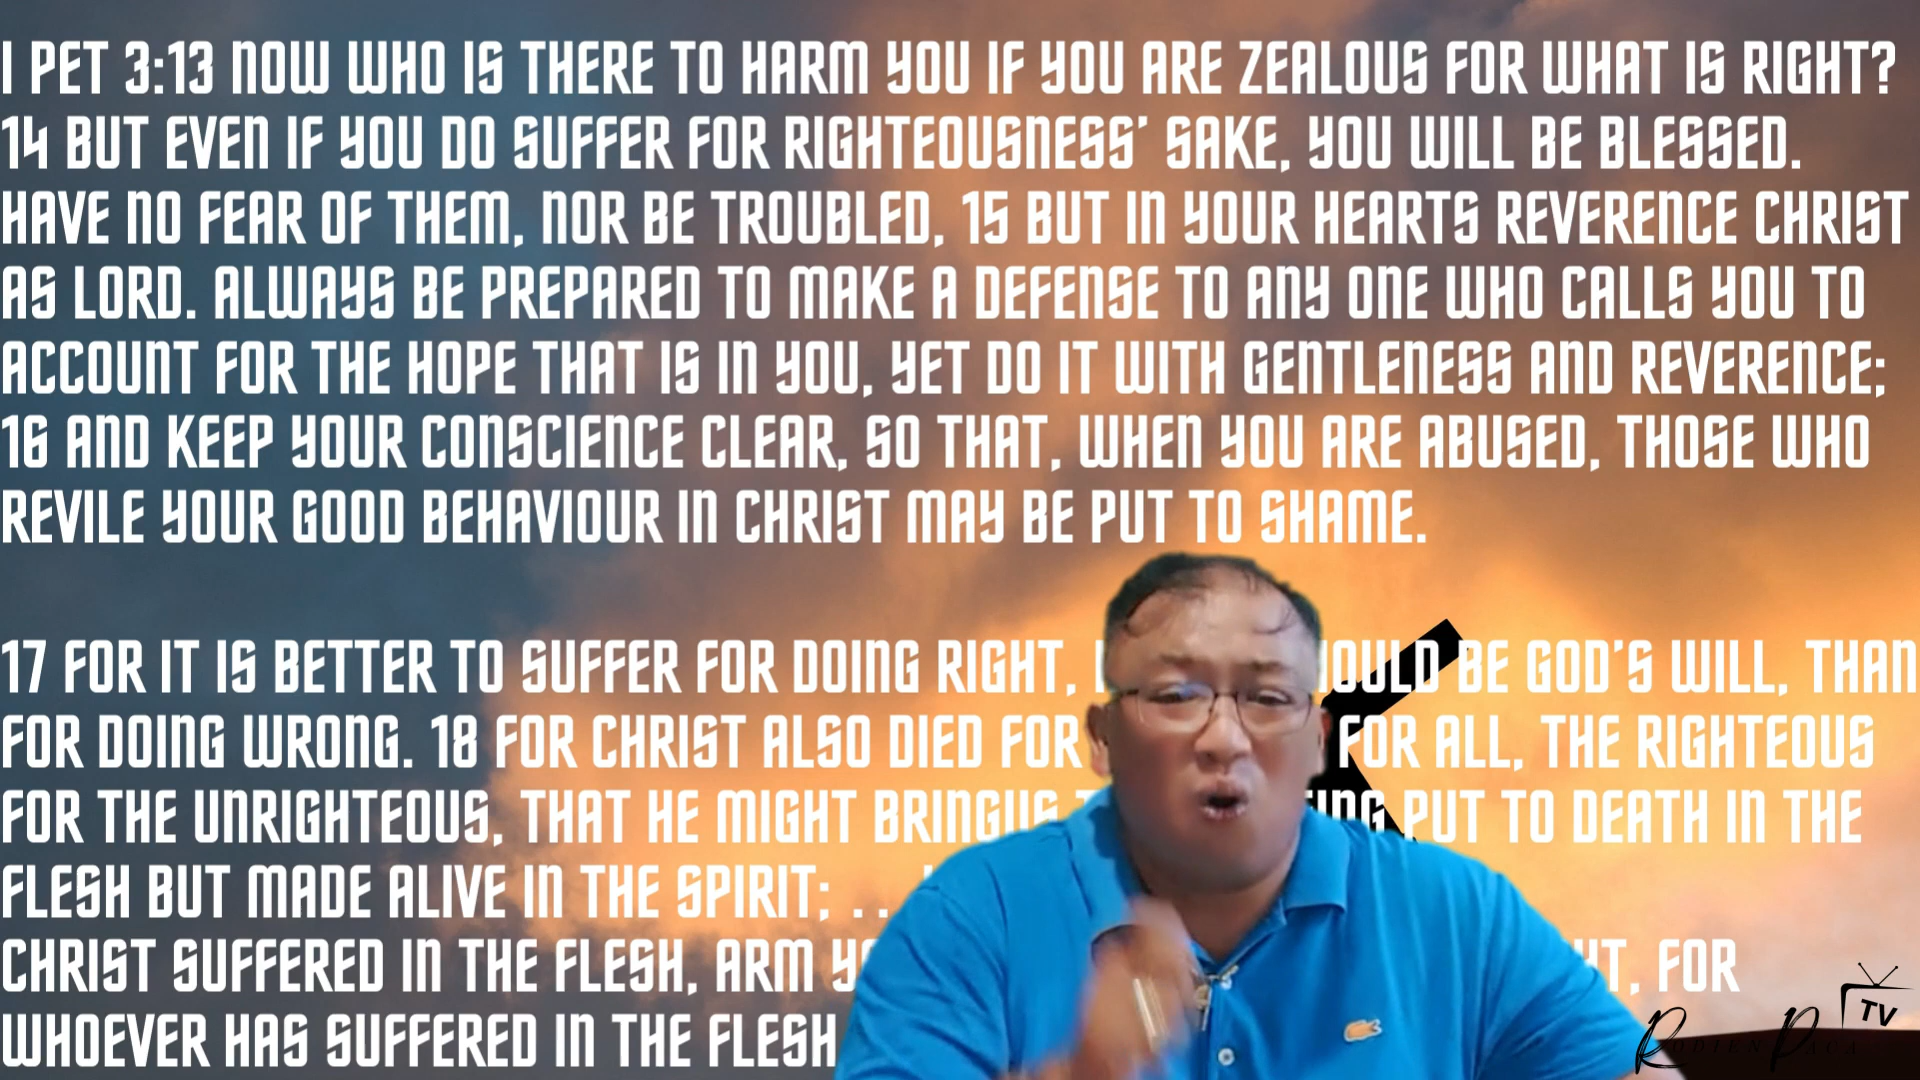 I PET 3:13 NOW WHO IS THERE TO HARM YOU IF YOU ARE ZEALOUS FOR WHAT IS RIGHT?
14 BUT EVEN IF YOU DO SUFFER FOR RIGHTEOUSNESS' SAKE, YOU WILL BE BLESSED.
HAVE NO FEAR OF THEM, NOR BE TROUBLED, 15 BUT IN YOUR HEARTS REVERENCE CHRIST
AS LORD. ALWAYS BE PREPARED TO MAKE A DEFENSE TO ANY ONE WHO CALLS YOU TO
ACCOUNT FOR THE HOPE THAT IS IN YOU, YET DO IT WITH GENTLENESS AND REVERENCE;
16 AND KEEP YOUR CONSCIENCE CLEAR, SO THAT, WHEN YOU ARE ABUSED, THOSE WHO
REVILE YOUR GOOD BEHAVIOUR IN CHRIST MAY BE PUT TO SHAME.
17 FOR IT IS BETTER TO SUFFER FOR DOING RIGHT, BE GOD'S WILL, THAN
FOR DOING WRONG. 18 FOR CHRIST ALSO DIED FOR FOR ALL, THE RIGHTEOUS
FOR THE UNRIGHTEOUS, THAT HE MIGHT BRINGUS PUT TO DEATH IN THE
FLESH BUT MADE ALIVE IN THE SPIRIT; . .
CHRIST SUFFERED IN THE FLESH, ARM FOR
WHOEVER HAS SUFFERED IN THE FLESH
TV